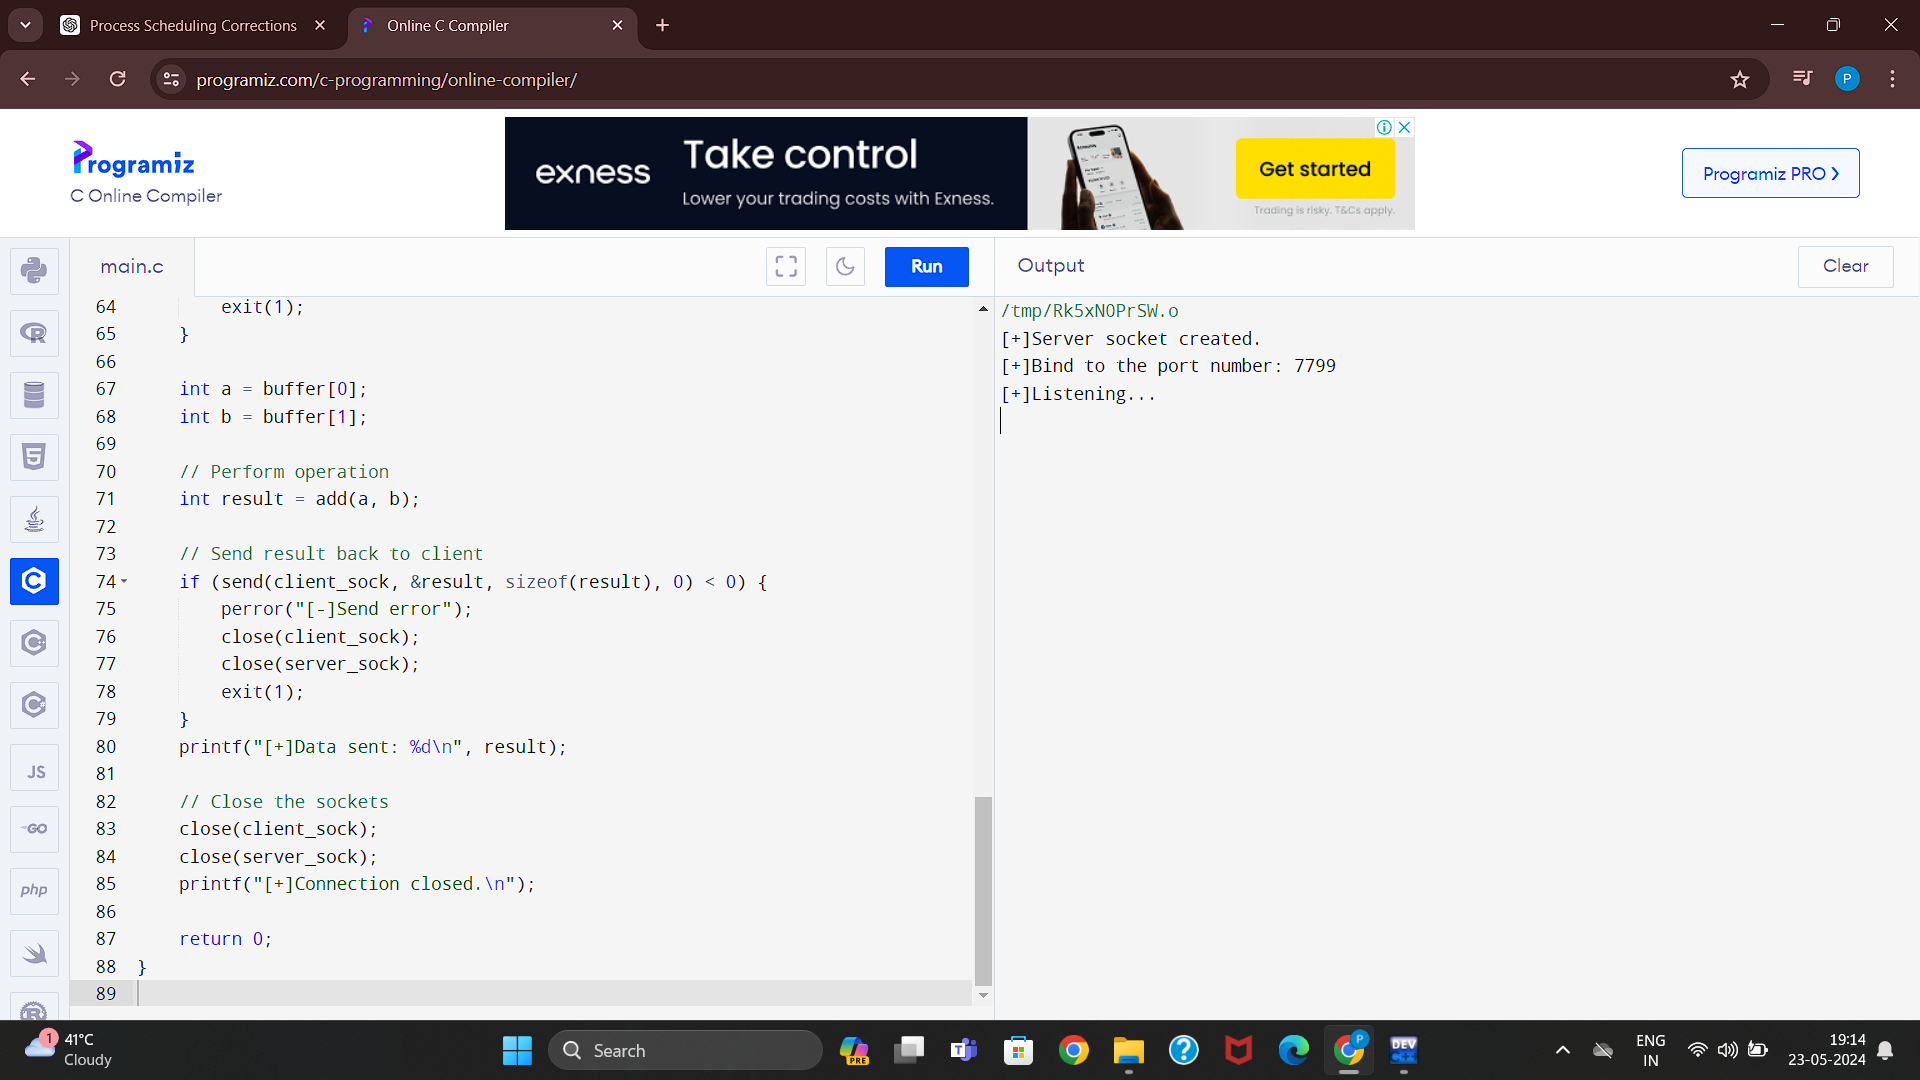 Process Scheduling Corrections
Online C Compiler
programiz.com/c-programming/online-compiler/
P
Programiz
C Online Compiler
exness
Take control
Lower your trading costs with Exness.
Get started
Trading is risky. T&Cs apply.
Programiz PRO ❯
main.c
Run
Output
Clear
64 exit(1);
65 }
66
67 int a = buffer[0];
68 int b = buffer[1];
69
70 // Perform operation
71 int result = add(a, b);
72
73 // Send result back to client
74 if (send(client_sock, &result, sizeof(result), 0) < 0) {
75 perror("[-]Send error");
76 close(client_sock);
77 close(server_sock);
78 exit(1);
79 }
80 printf("[+]Data sent: %d\n", result);
81
82 // Close the sockets
83 close(client_sock);
84 close(server_sock);
85 printf("[+]Connection closed.\n");
86
87 return 0;
88 }
89
/tmp/Rk5xN0PrSW.o
[+]Server socket created.
[+]Bind to the port number: 7799
[+]Listening...
R
5
C
JS
GO
php
R
1
41°C
Cloudy
Search
PRE
T
?
P
DEV
C++
ENG
IN
19:14
23-05-2024